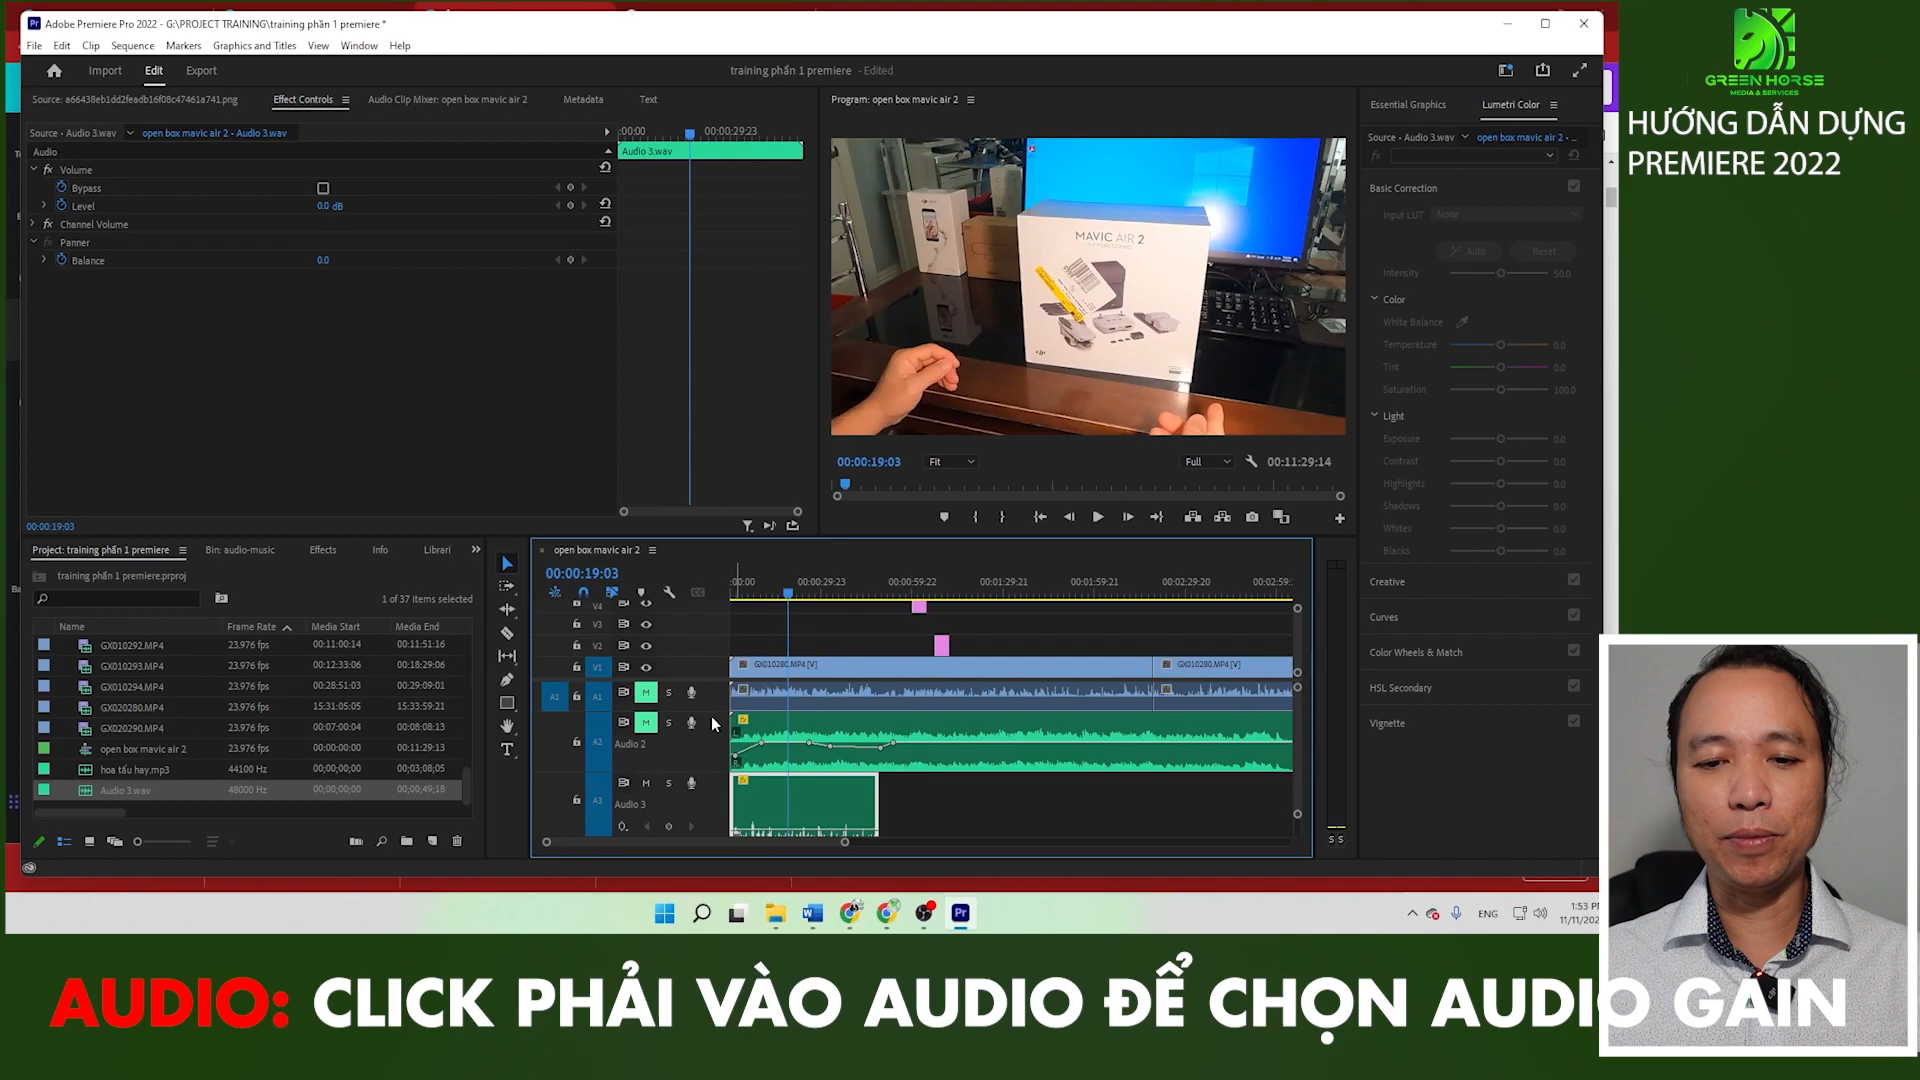 Adobe Premiere Pro 2022 - G:\PROJECT TRAINING\training phần 1 premiere *
File Edit Clip Sequence Markers Graphics and Titles View Window Help
Import Edit Export
training phần 1 premiere - Edited
Source: a66438eb1dd2feadb16f08c47461a741.png Effect Controls Audio Clip Mixer: open box mavic air 2 Metadata Text
Source - Audio 3.wav open box mavic air 2 - Audio 3.wav
:00:00 00:00:29:23
Audio
Audio 3.wav
Volume
Bypass
Level 0.0 dB
Channel Volume
Panner
Balance 0.0
00:00:19:03
Program: open box mavic air 2
MAVIC AIR 2
00:00:19:03 Fit Full 00:11:29:14
Essential Graphics Lumetri Color
Source - Audio 3.wav open box mavic air 2 - ...
Basic Correction
Input LUT None
Auto Reset
Intensity 50.0
Color
White Balance
Temperature 0.0
Tint 0.0
Saturation 100.0
Light
Exposure 0.0
Contrast 0.0
Highlights 0.0
Shadows 0.0
Whites 0.0
Blacks 0.0
Creative
Curves
Color Wheels & Match
HSL Secondary
Vignette
Project: training phần 1 premiere Bin: audio-music Effects Info Librari
training phần 1 premiere.prproj
1 of 37 items selected
Name Frame Rate Media Start Media End
GX010292.MP4 23.976 fps 00:11:00:14 00:11:51:16
GX010293.MP4 23.976 fps 00:12:33:06 00:18:29:06
GX010294.MP4 23.976 fps 00:28:51:03 00:29:09:01
GX020280.MP4 23.976 fps 15:31:05:05 15:33:59:21
GX020290.MP4 23.976 fps 00:07:00:04 00:08:08:13
open box mavic air 2 23.976 fps 00:00:00:00 00:11:29:13
hoa tấu hay.mp3 44100 Hz 00;00;00;00 00;03;08;05
Audio 3.wav 48000 Hz 00;00;00;00 00;00;49;18
open box mavic air 2
00:00:19:03
:00:00 00:00:29:23 00:00:59:22 00:01:29:21 00:01:59:21 00:02:29:20 00:02:59:
V4
V3
V2
V1 GX010280.MP4 [V] GX010280.MP4 [V]
A1 A1 M S
A2 M S
Audio 2
A3 M S
Audio 3
S S
ENG
1:53 P
11/11/202
GREEN HORSE
MEDIA & SERVICES
HƯỚNG DẪN DỰNG
PREMIERE 2022
AUDIO: CLICK PHẢI VÀO AUDIO ĐỂ CHỌN AUDIO GAIN